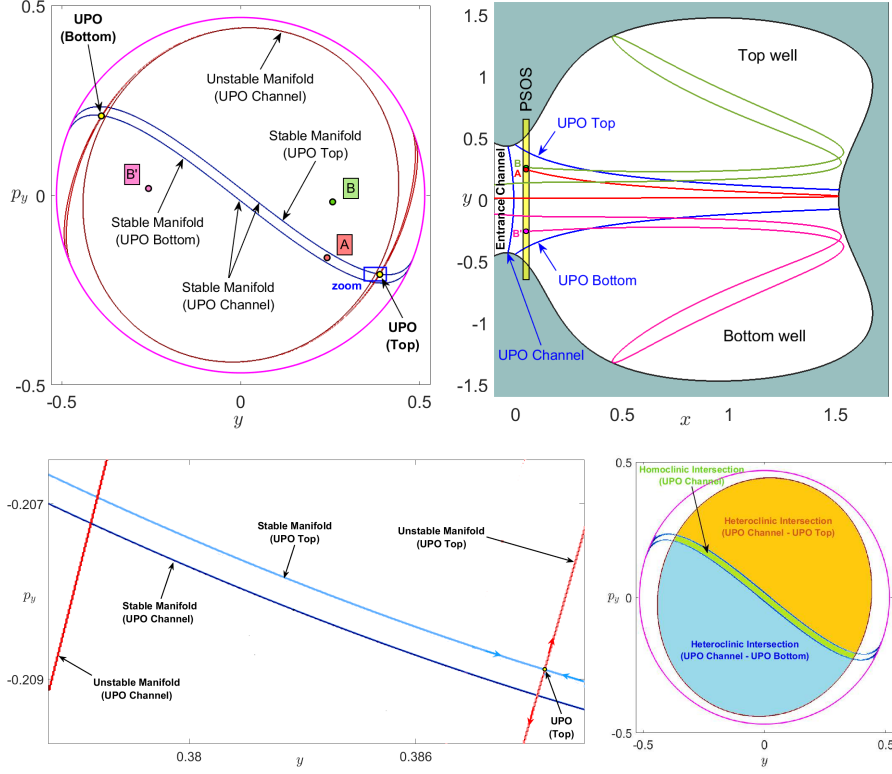 0.5
UPO
(Bottom)
Unstable Manifold
(UPO Channel)
Stable Manifold
(UPO Top)
B'
B
p_y
0
Stable Manifold
(UPO Bottom)
A
zoom
Stable Manifold
(UPO Channel)
UPO
(Top)
-0.5
-0.5
0
0.5
y
1.5
1
0.5
y
0
-0.5
-1
-1.5
PSOS
Top well
UPO Top
Entrance Channel
B
A
B'
UPO Bottom
Bottom well
UPO Channel
0
0.5
x
1
1.5
-0.207
p_y
-0.209
Stable Manifold
(UPO Top)
Unstable Manifold
(UPO Top)
Stable Manifold
(UPO Channel)
Unstable Manifold
(UPO Channel)
UPO
(Top)
0.38
y
0.386
0.5
Homoclinic Intersection
(UPO Channel)
Heteroclinic Intersection
(UPO Channel - UPO Top)
p_y
0
Heteroclinic Intersection
(UPO Channel - UPO Bottom)
-0.5
-0.5
0
0.5
y